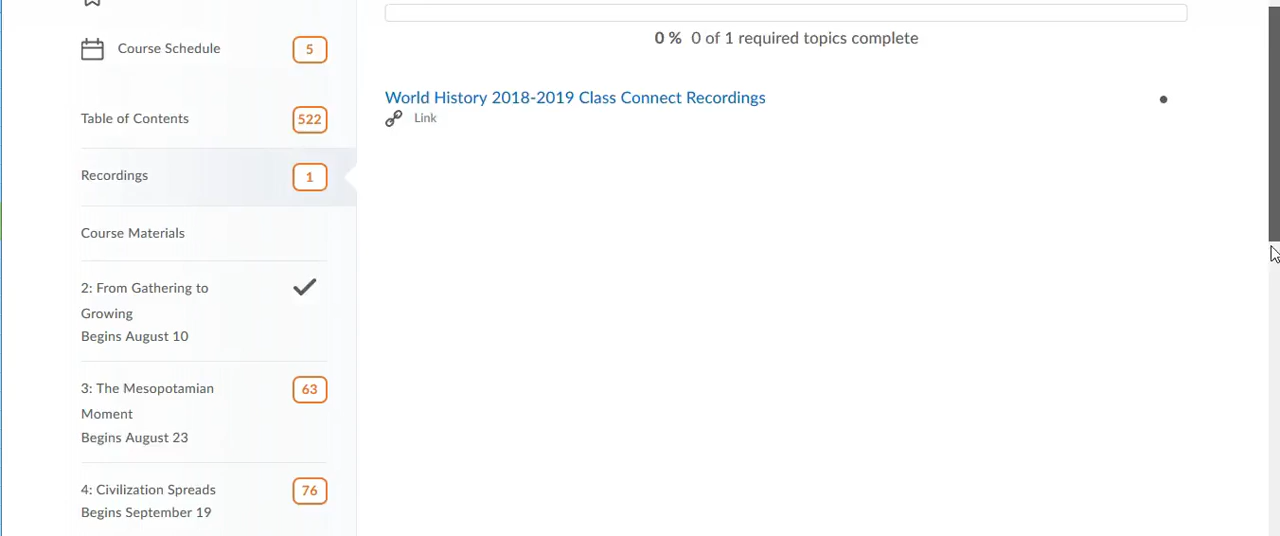 Course Schedule 5
Table of Contents 522
Recordings 1
Course Materials
2: From Gathering to
Growing
Begins August 10
3: The Mesopotamian 63
Moment
Begins August 23
4: Civilization Spreads 76
Begins September 19
0 % 0 of 1 required topics complete
World History 2018-2019 Class Connect Recordings
Link